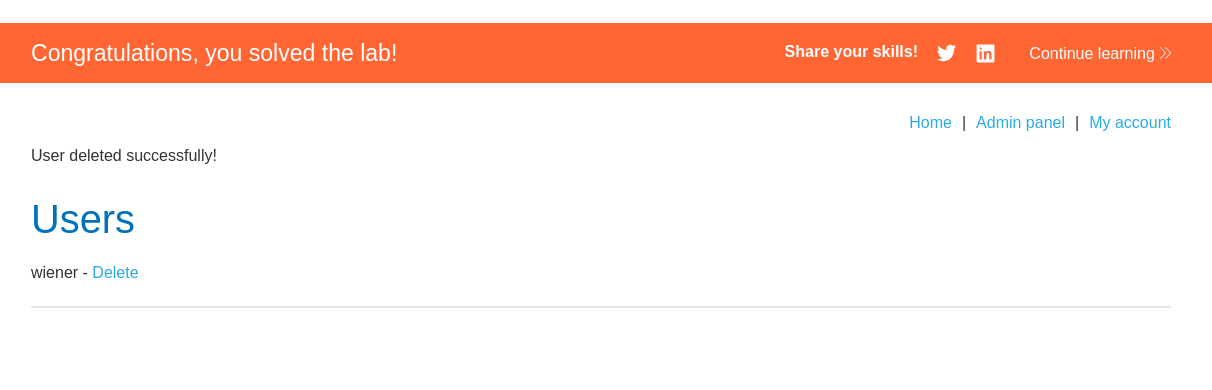 Congratulations, you solved the lab!
Share your skills!
Continue learning
Home | Admin panel | My account
User deleted successfully!
Users
wiener - Delete